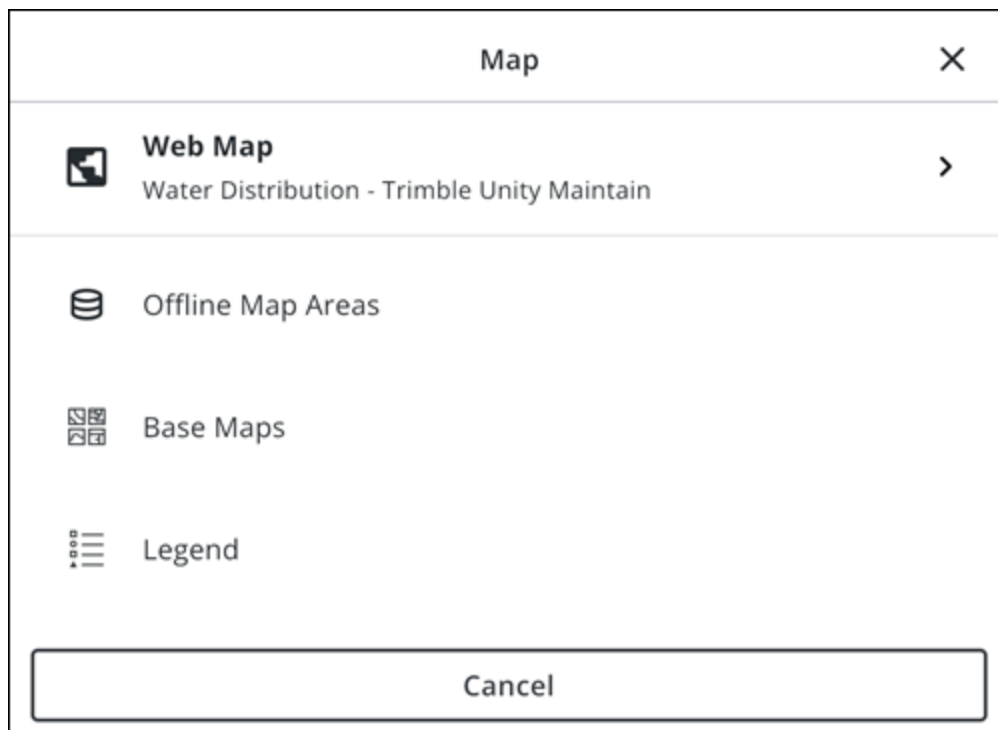 Map
Web Map
Water Distribution - Trimble Unity Maintain
Offline Map Areas
Base Maps
Legend
Cancel